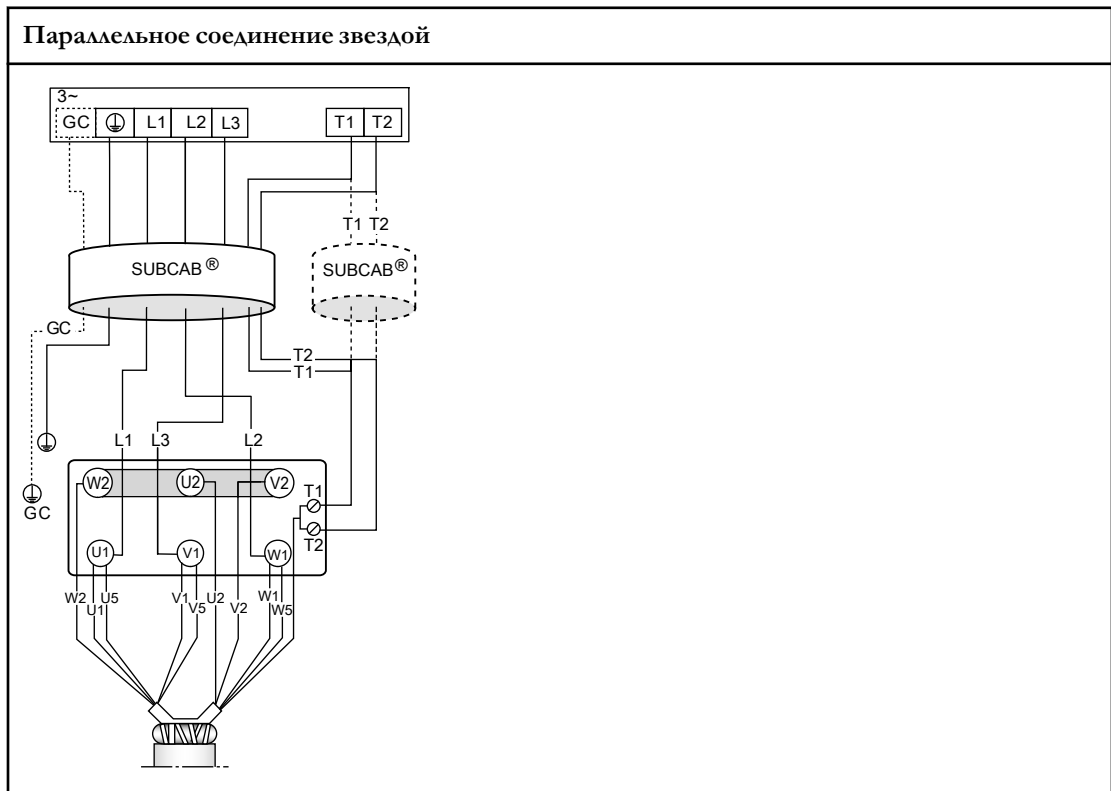 Параллельное соединение звездой
3~
GC L1 L2 L3 T1 T2
T1 T2
SUBCAB® SUBCAB®
GC
T2
T1
L1 L3 L2
W2 U2 V2 T1
GC
T2
U1 V1 W1
W2 U5 V1 U2 W1
U1 V5 V2 W5